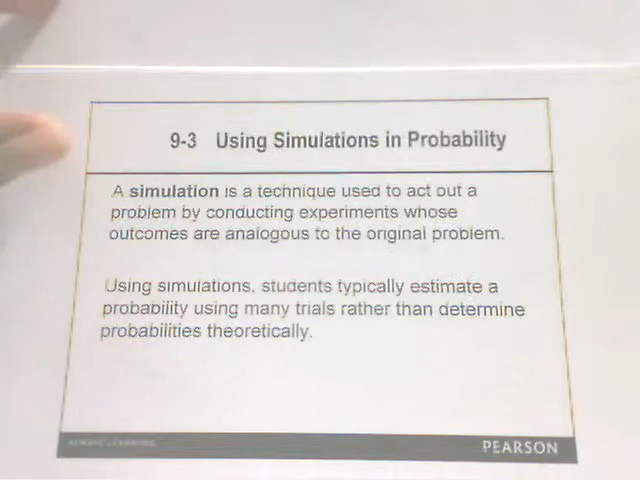 9-3 Using Simulations in Probability
A simulation is a technique used to act out a
problem by conducting experiments whose
outcomes are analogous to the original problem.
Using simulations, students typically estimate a
probability using many trials rather than determine
probabilities theoretically.
ALWAYS LEARNING
PEARSON